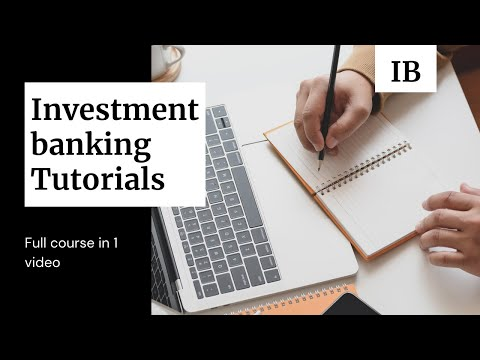 Investment
banking
Tutorials
IB
Full course in 1
video